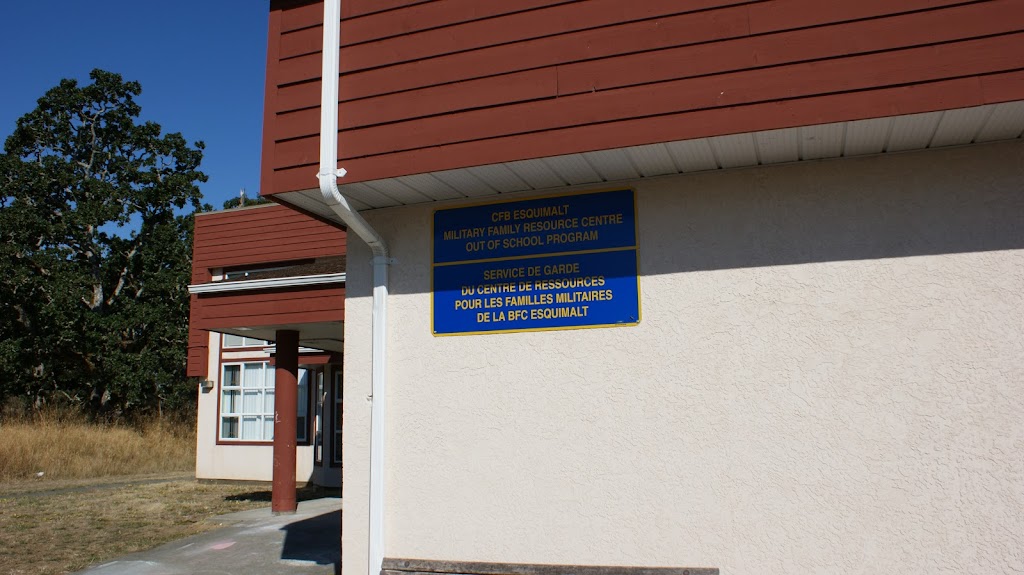 CFB ESQUIMALT
MILITARY FAMILY RESOURCE CENTRE
OUT OF SCHOOL PROGRAM
SERVICE DE GARDE
DU CENTRE DE RESSOURCES
POUR LES FAMILLES MILITAIRES
DE LA BFC ESQUIMALT